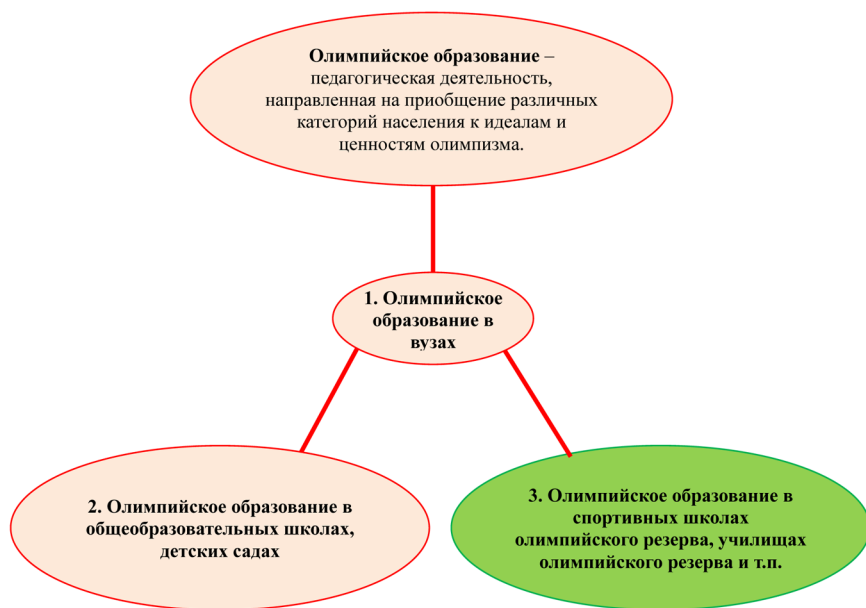 Олимпийское образование –
педагогическая деятельность,
направленная на приобщение различных
категорий населения к идеалам и
ценностям олимпизма.
1. Олимпийское
образование в
вузах
2. Олимпийское образование в
общеобразовательных школах,
детских садах
3. Олимпийское образование в
спортивных школах
олимпийского резерва, училищах
олимпийского резерва и т.п.